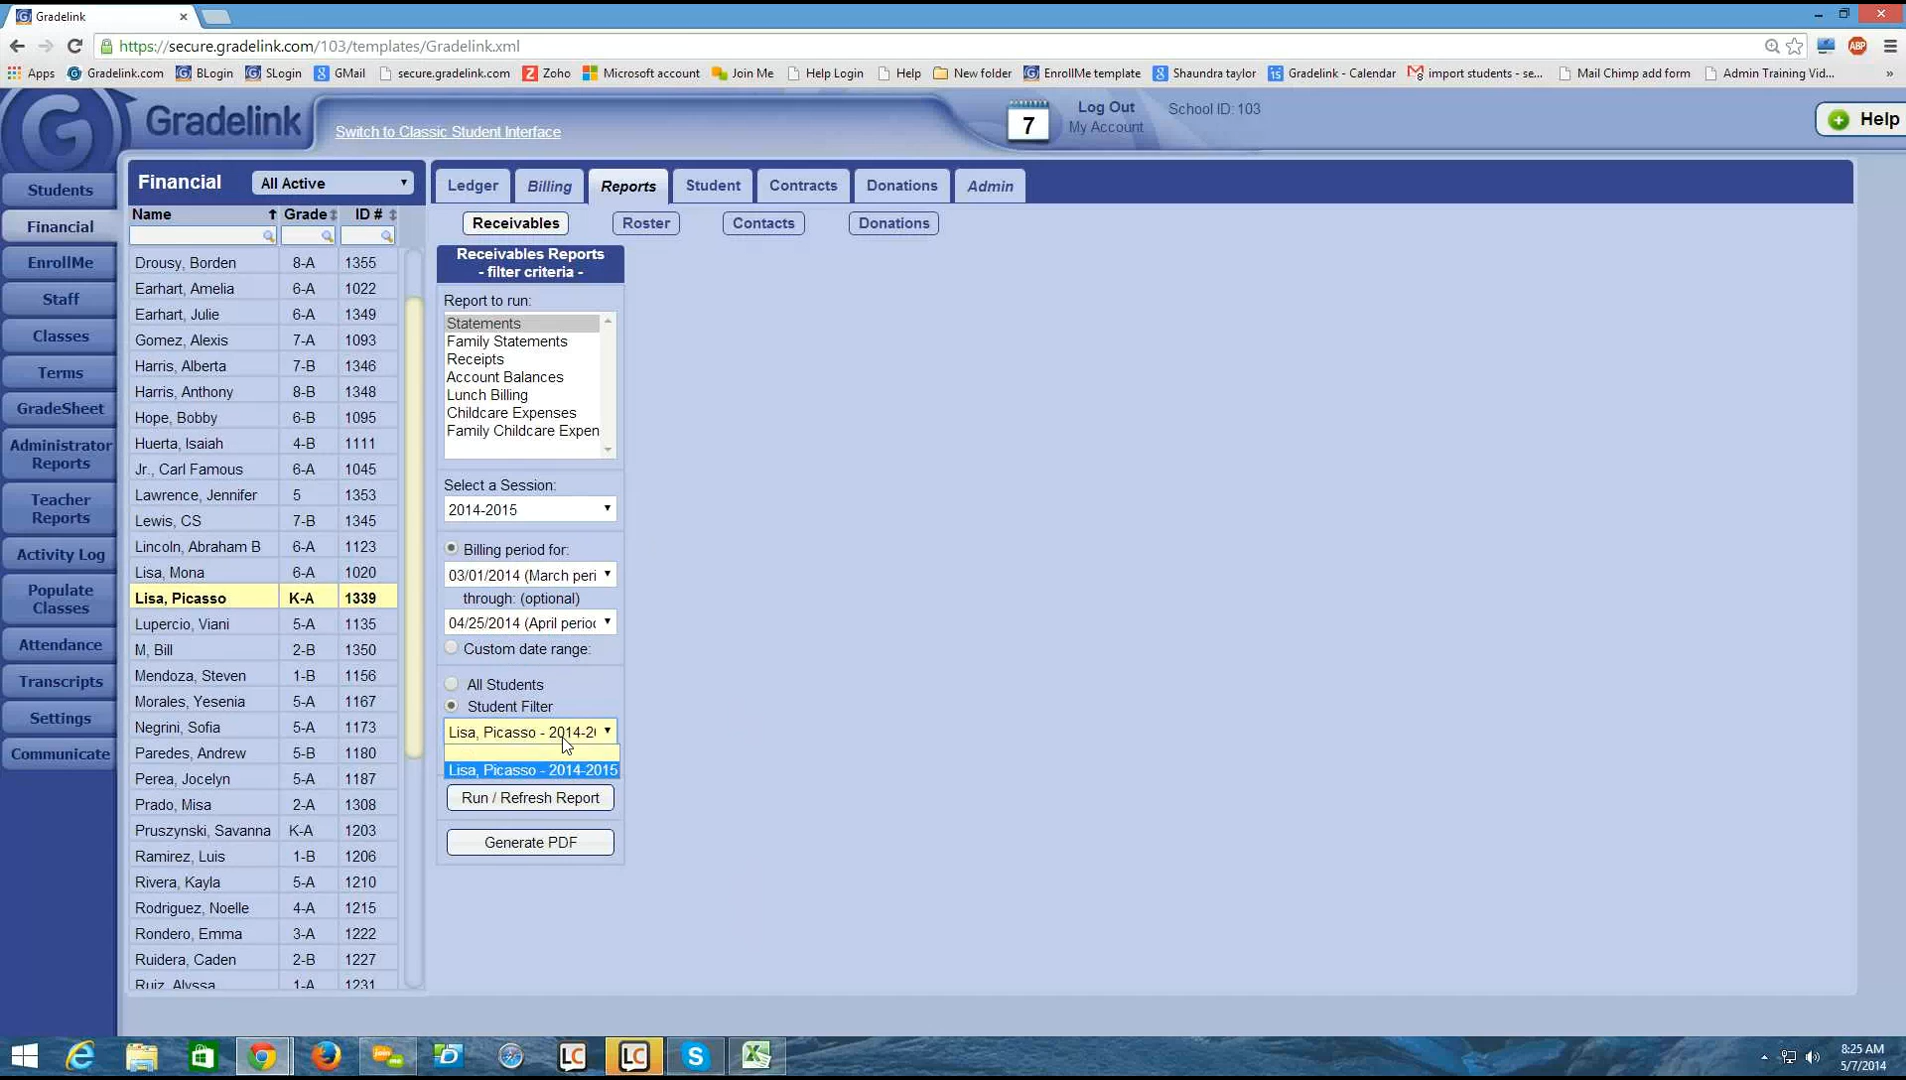 Gradelink
https://secure.gradelink.com/103/templates/Gradelink.xml
ABP
Apps Gradelink.com BLogin SLogin GMail secure.gradelink.com Zoho Microsoft account Join Me Help Login Help New folder EnrollMe template Shaundra taylor Gradelink - Calendar import students - se... Mail Chimp add form Admin Training Vid... »
Gradelink
Switch to Classic Student Interface
7
Log Out
My Account
School ID: 103
Help
Students
Financial
EnrollMe
Staff
Classes
Terms
GradeSheet
Administrator
Reports
Teacher
Reports
Activity Log
Populate
Classes
Attendance
Transcripts
Settings
Communicate
Financial All Active
Name Grade ID #
Drousy, Borden 8-A 1355
Earhart, Amelia 6-A 1022
Earhart, Julie 6-A 1349
Gomez, Alexis 7-A 1093
Harris, Alberta 7-B 1346
Harris, Anthony 8-B 1348
Hope, Bobby 6-B 1095
Huerta, Isaiah 4-B 1111
Jr., Carl Famous 6-A 1045
Lawrence, Jennifer 5 1353
Lewis, CS 7-B 1345
Lincoln, Abraham B 6-A 1123
Lisa, Mona 6-A 1020
Lisa, Picasso K-A 1339
Lupercio, Viani 5-A 1135
M, Bill 2-B 1350
Mendoza, Steven 1-B 1156
Morales, Yesenia 5-A 1167
Negrini, Sofia 5-A 1173
Paredes, Andrew 5-B 1180
Perea, Jocelyn 5-A 1187
Prado, Misa 2-A 1308
Pruszynski, Savanna K-A 1203
Ramirez, Luis 1-B 1206
Rivera, Kayla 5-A 1210
Rodriguez, Noelle 4-A 1215
Rondero, Emma 3-A 1222
Ruidera, Caden 2-B 1227
Ruiz, Alyssa 1-A 1231
Ledger Billing Reports Student Contracts Donations Admin
Receivables Roster Contacts Donations
Receivables Reports
- filter criteria -
Report to run:
Statements
Family Statements
Receipts
Account Balances
Lunch Billing
Childcare Expenses
Family Childcare Expen
Select a Session:
2014-2015
Billing period for:
03/01/2014 (March peri
through: (optional)
04/25/2014 (April perio
Custom date range:
All Students
Student Filter
Lisa, Picasso - 2014-2
Lisa, Picasso - 2014-2015
Run / Refresh Report
Generate PDF
LC LC
8:25 AM
5/7/2014